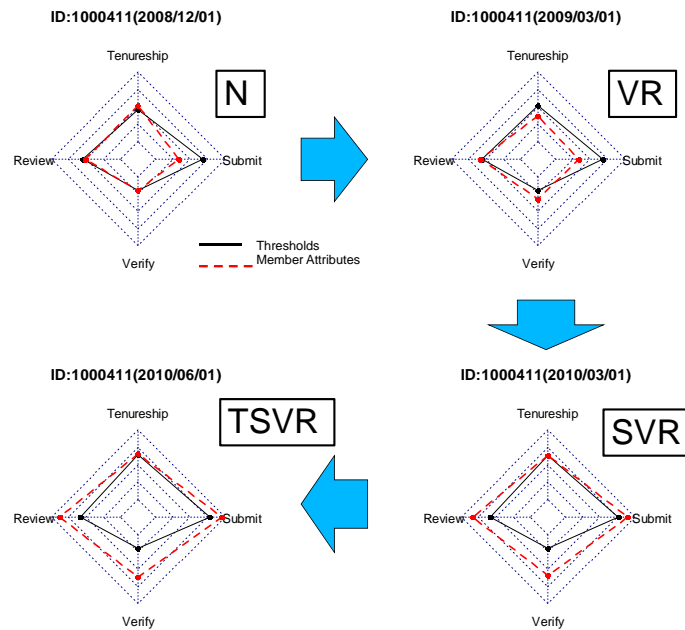 ID:1000411(2008/12/01)
Tenureship
N
Review
Submit
Verify
ID:1000411(2009/03/01)
Tenureship
VR
Review
Submit
Verify
Thresholds
Member Attributes
ID:1000411(2010/06/01)
Tenureship
TSVR
Review
Submit
Verify
ID:1000411(2010/03/01)
Tenureship
SVR
Review
Submit
Verify